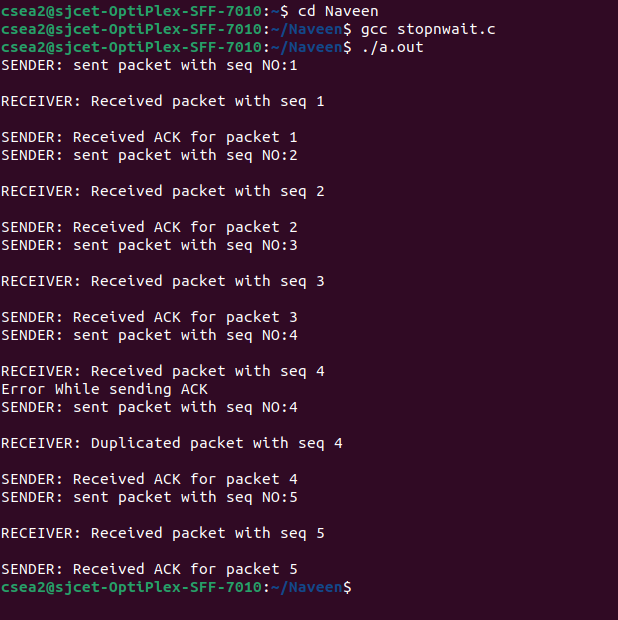 csea2@sjcet-OptiPlex-SFF-7010:~$ cd Naveen
csea2@sjcet-OptiPlex-SFF-7010:~/Naveen$ gcc stopnwait.c
csea2@sjcet-OptiPlex-SFF-7010:~/Naveen$ ./a.out
SENDER: sent packet with seq NO:1
RECEIVER: Received packet with seq 1
SENDER: Received ACK for packet 1
SENDER: sent packet with seq NO:2
RECEIVER: Received packet with seq 2
SENDER: Received ACK for packet 2
SENDER: sent packet with seq NO:3
RECEIVER: Received packet with seq 3
SENDER: Received ACK for packet 3
SENDER: sent packet with seq NO:4
RECEIVER: Received packet with seq 4
Error While sending ACK
SENDER: sent packet with seq NO:4
RECEIVER: Duplicated packet with seq 4
SENDER: Received ACK for packet 4
SENDER: sent packet with seq NO:5
RECEIVER: Received packet with seq 5
SENDER: Received ACK for packet 5
csea2@sjcet-OptiPlex-SFF-7010:~/Naveen$